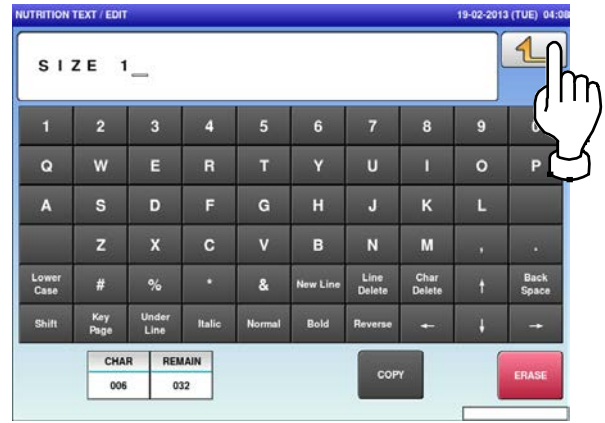 NUTRITION TEXT / EDIT 19-02-2013 (TUE) 04:08
SIZE 1_
1 2 3 4 5 6 7 8 9 0
Q W E R T Y U I O P
A S D F G H J K L
Z X C V B N M , .
Lower Case # % * & New Line Line Delete Char Delete ↑ Back Space
Shift Key Page Under Line Italic Normal Bold Reverse ← ↓ →
CHAR REMAIN COPY ERASE
006 032